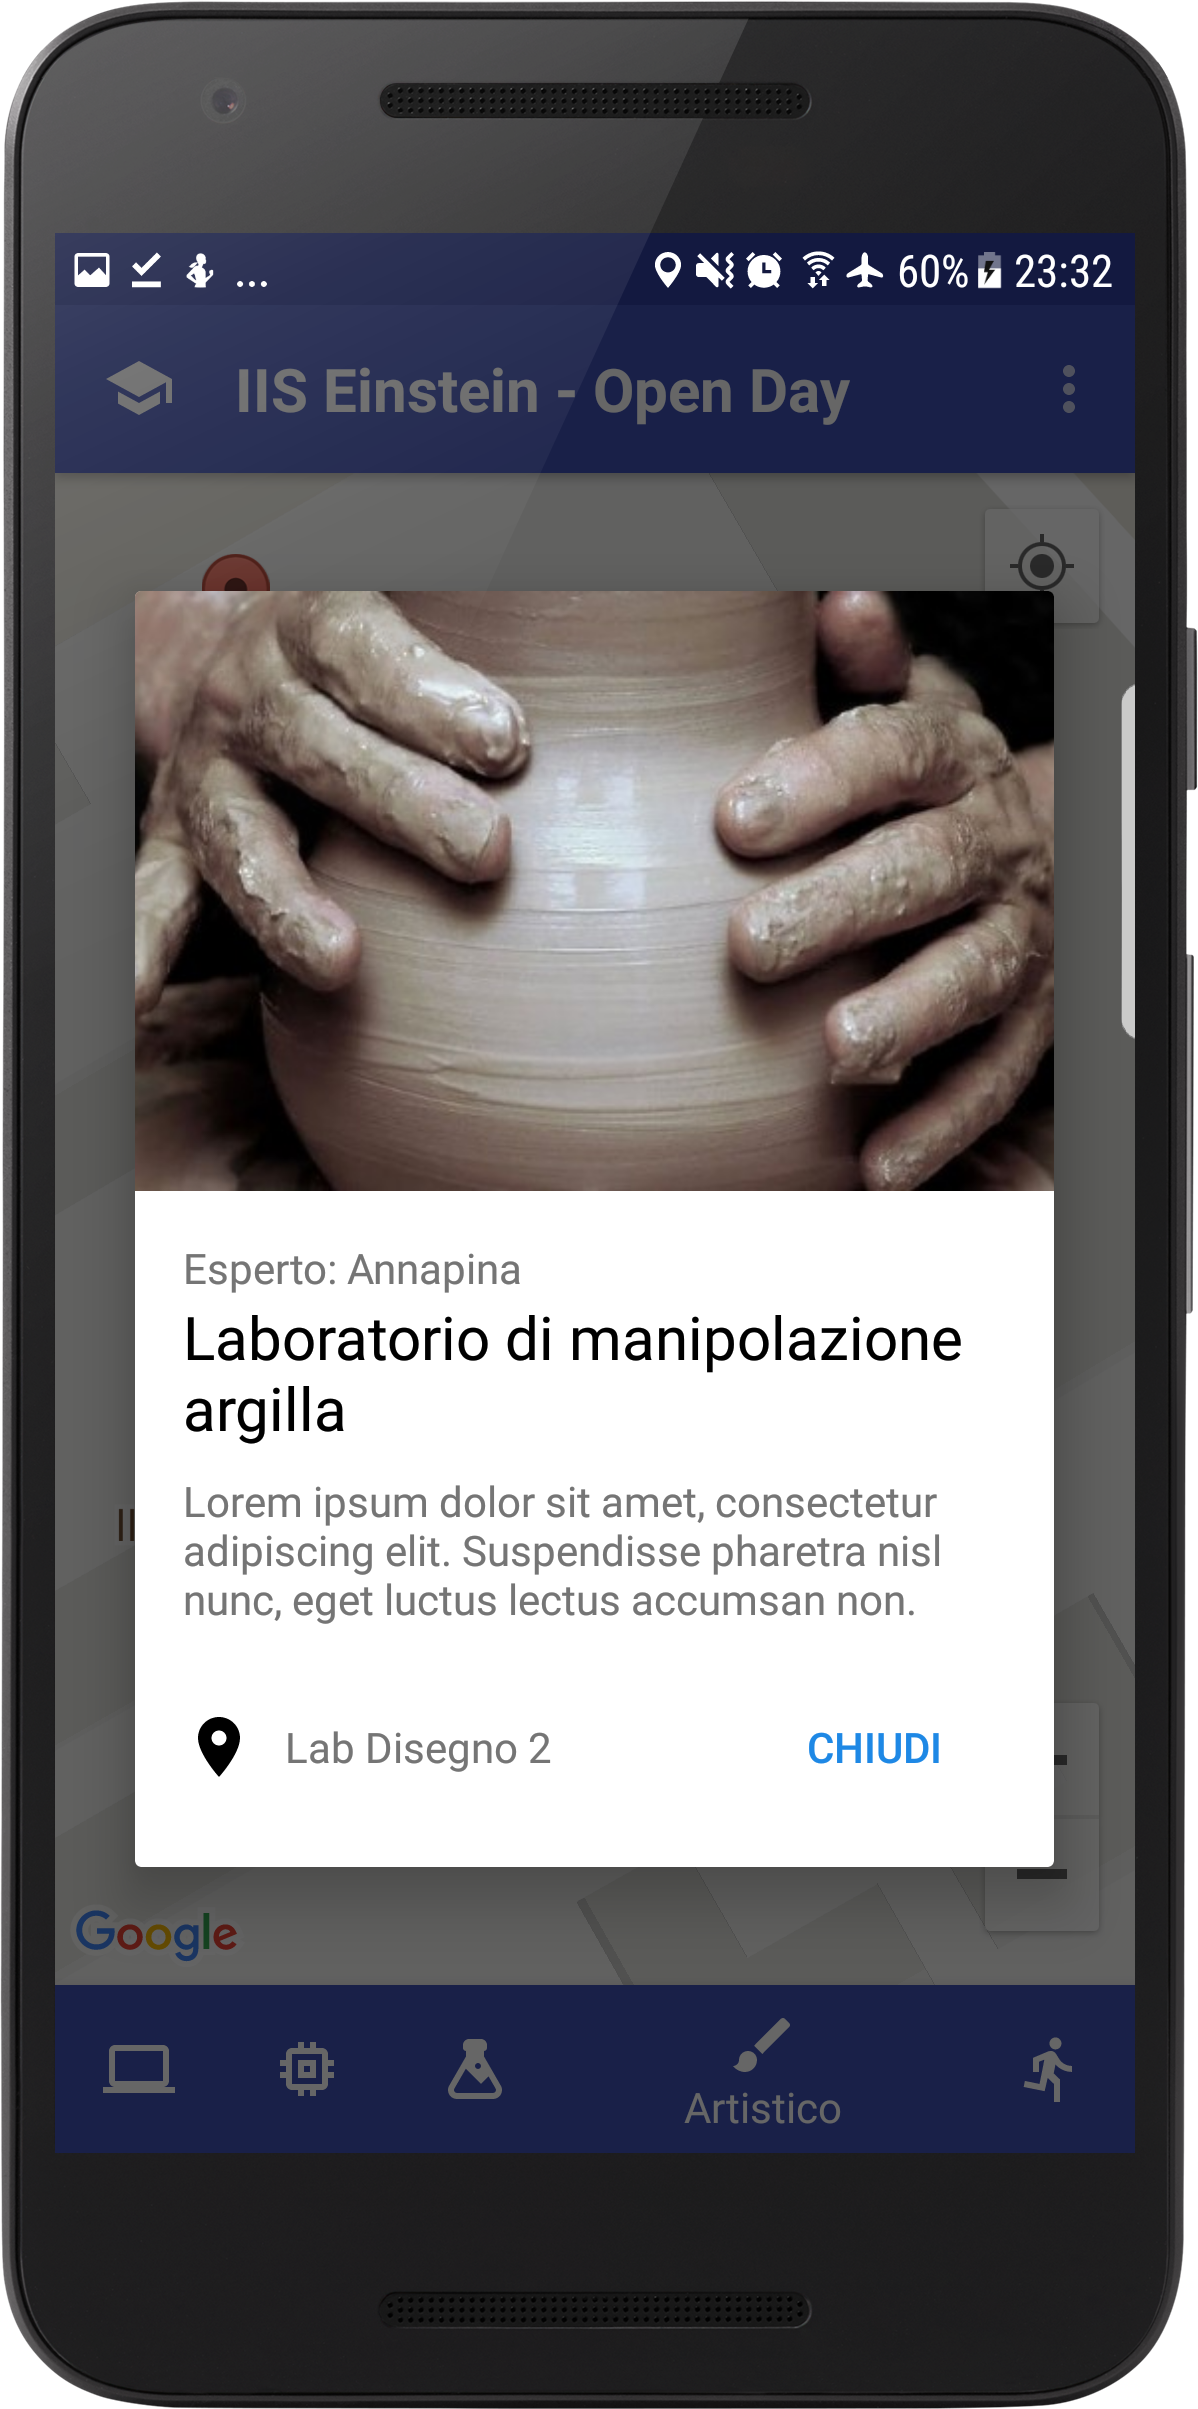 ... 60% 23:32
IIS Einstein - Open Day
Esperto: Annapina
Laboratorio di manipolazione
argilla
Lorem ipsum dolor sit amet, consectetur
adipiscing elit. Suspendisse pharetra nisl
nunc, eget luctus lectus accumsan non.
Lab Disegno 2 CHIUDI
Google
Artistico